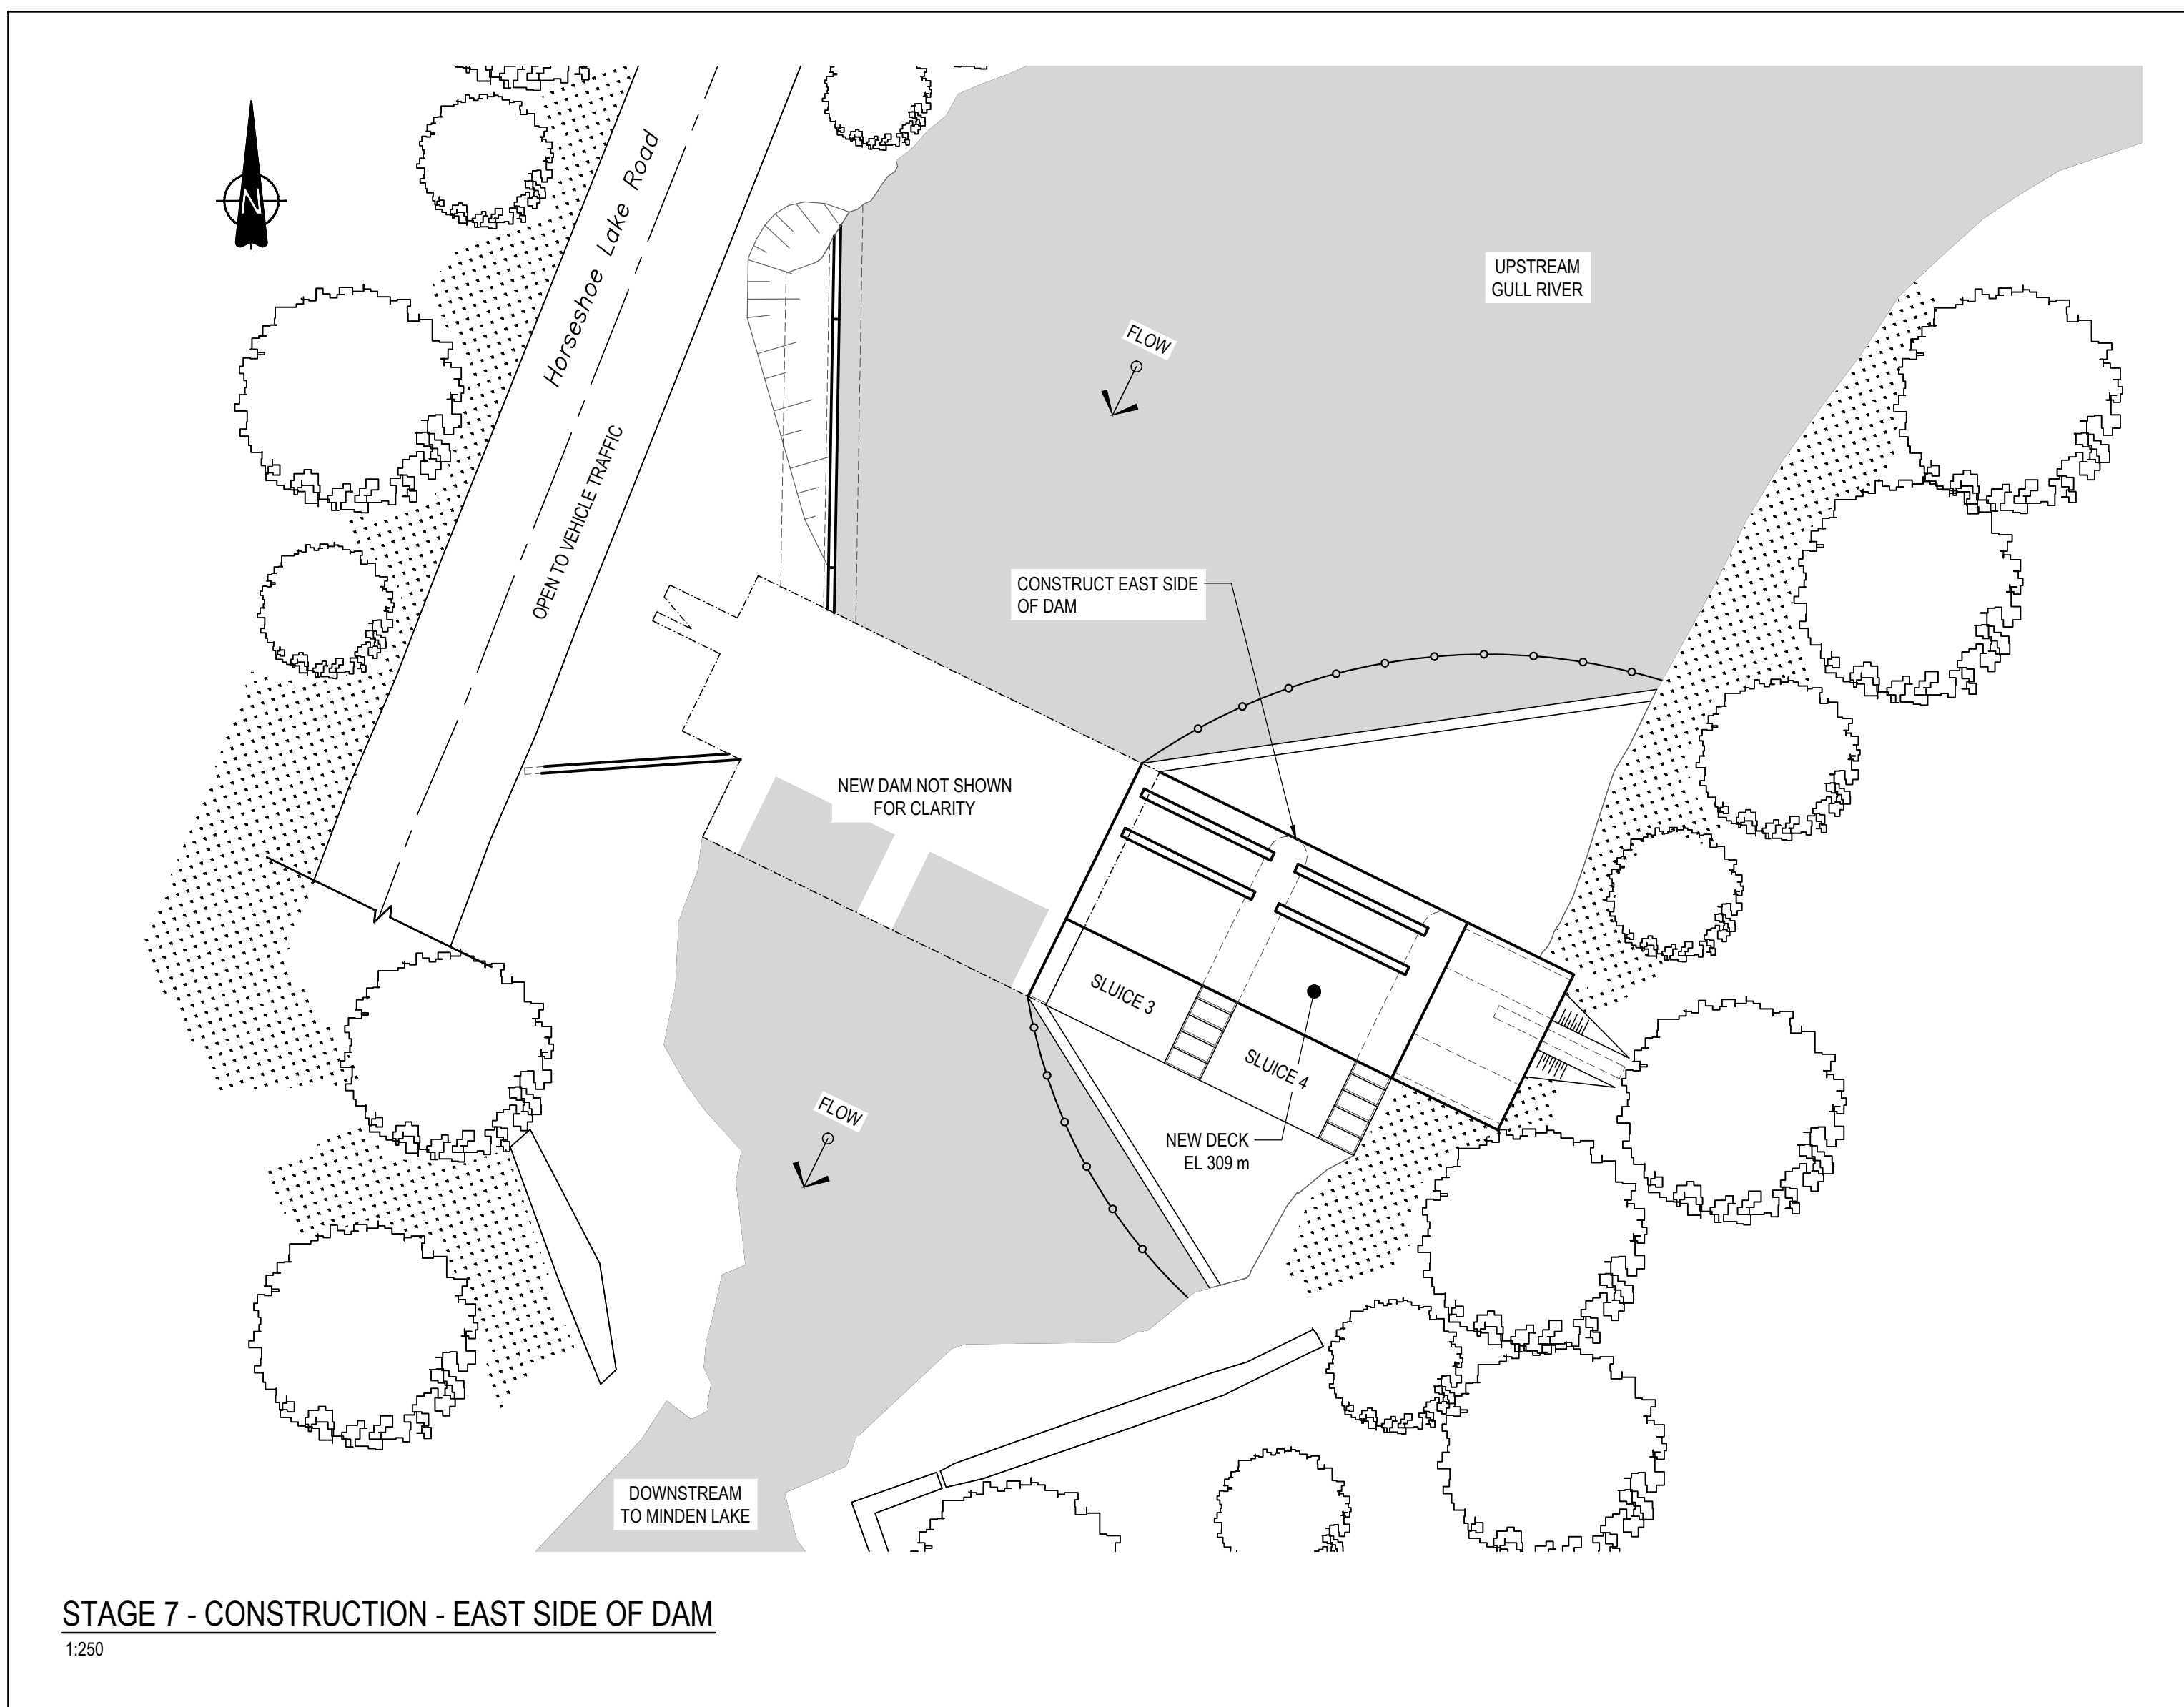 N
Horseshoe Lake Road
OPEN TO VEHICLE TRAFFIC
UPSTREAM
GULL RIVER
FLOW
CONSTRUCT EAST SIDE
OF DAM
NEW DAM NOT SHOWN
FOR CLARITY
SLUICE 3
SLUICE 4
NEW DECK
EL 309 m
FLOW
DOWNSTREAM
TO MINDEN LAKE
STAGE 7 - CONSTRUCTION - EAST SIDE OF DAM
1:250